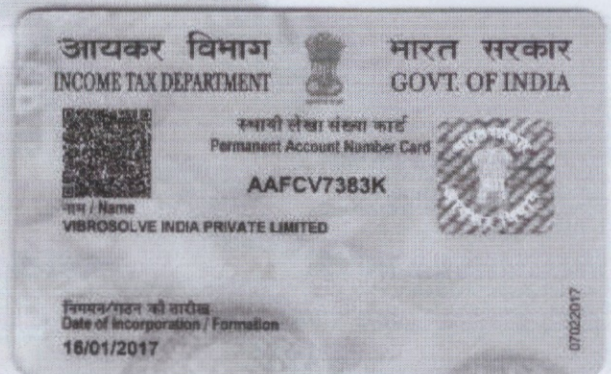 आयकर विभाग
INCOME TAX DEPARTMENT
भारत सरकार
GOVT. OF INDIA
स्थायी लेखा संख्या कार्ड
Permanent Account Number Card
AAFCV7383K
नाम / Name
VIBROSOLVE INDIA PRIVATE LIMITED
निगमन/गठन की तारीख
Date of Incorporation / Formation
16/01/2017
07022017